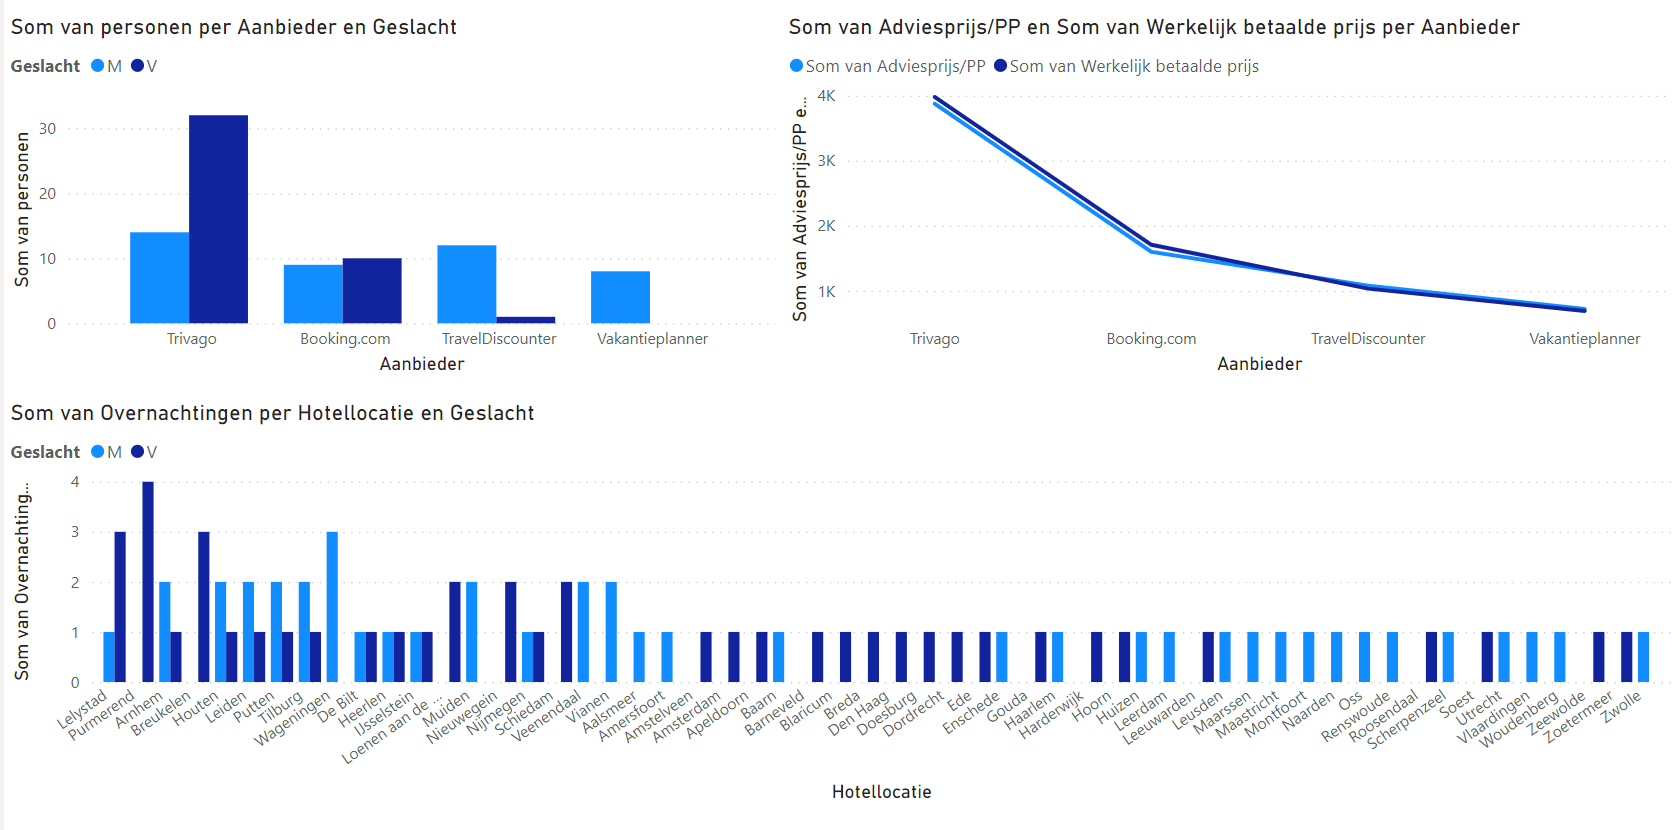 Som van personen per Aanbieder en Geslacht
Geslacht M V
Som van personen
30
20
10
0
Trivago Booking.com TravelDiscounter Vakantieplanner
Aanbieder
Som van Adviesprijs/PP en Som van Werkelijk betaalde prijs per Aanbieder
Som van Adviesprijs/PP Som van Werkelijk betaalde prijs
Som van Adviesprijs/PP e...
4K
3K
2K
1K
Trivago Booking.com TravelDiscounter Vakantieplanner
Aanbieder
Som van Overnachtingen per Hotellocatie en Geslacht
Geslacht M V
Som van Overnachting...
4
3
2
1
0
Lelystad
Purmerend
Arnhem
Breukelen
Houten
Leiden
Putten
Tilburg
Wageningen
De Bilt
Heerlen
IJsselstein
Loenen aan de ...
Muiden
Nieuwegein
Nijmegen
Schiedam
Veenendaal
Vianen
Aalsmeer
Amersfoort
Amstelveen
Amsterdam
Apeldoorn
Baarn
Barneveld
Blaricum
Breda
Den Haag
Doesburg
Dordrecht
Ede
Enschede
Gouda
Haarlem
Harderwijk
Hoorn
Huizen
Leerdam
Leeuwarden
Leusden
Maarssen
Maastricht
Montfoort
Naarden
Oss
Renswoude
Roosendaal
Scherpenzeel
Soest
Utrecht
Vlaardingen
Woudenberg
Zeewolde
Zoetermeer
Zwolle
Hotellocatie